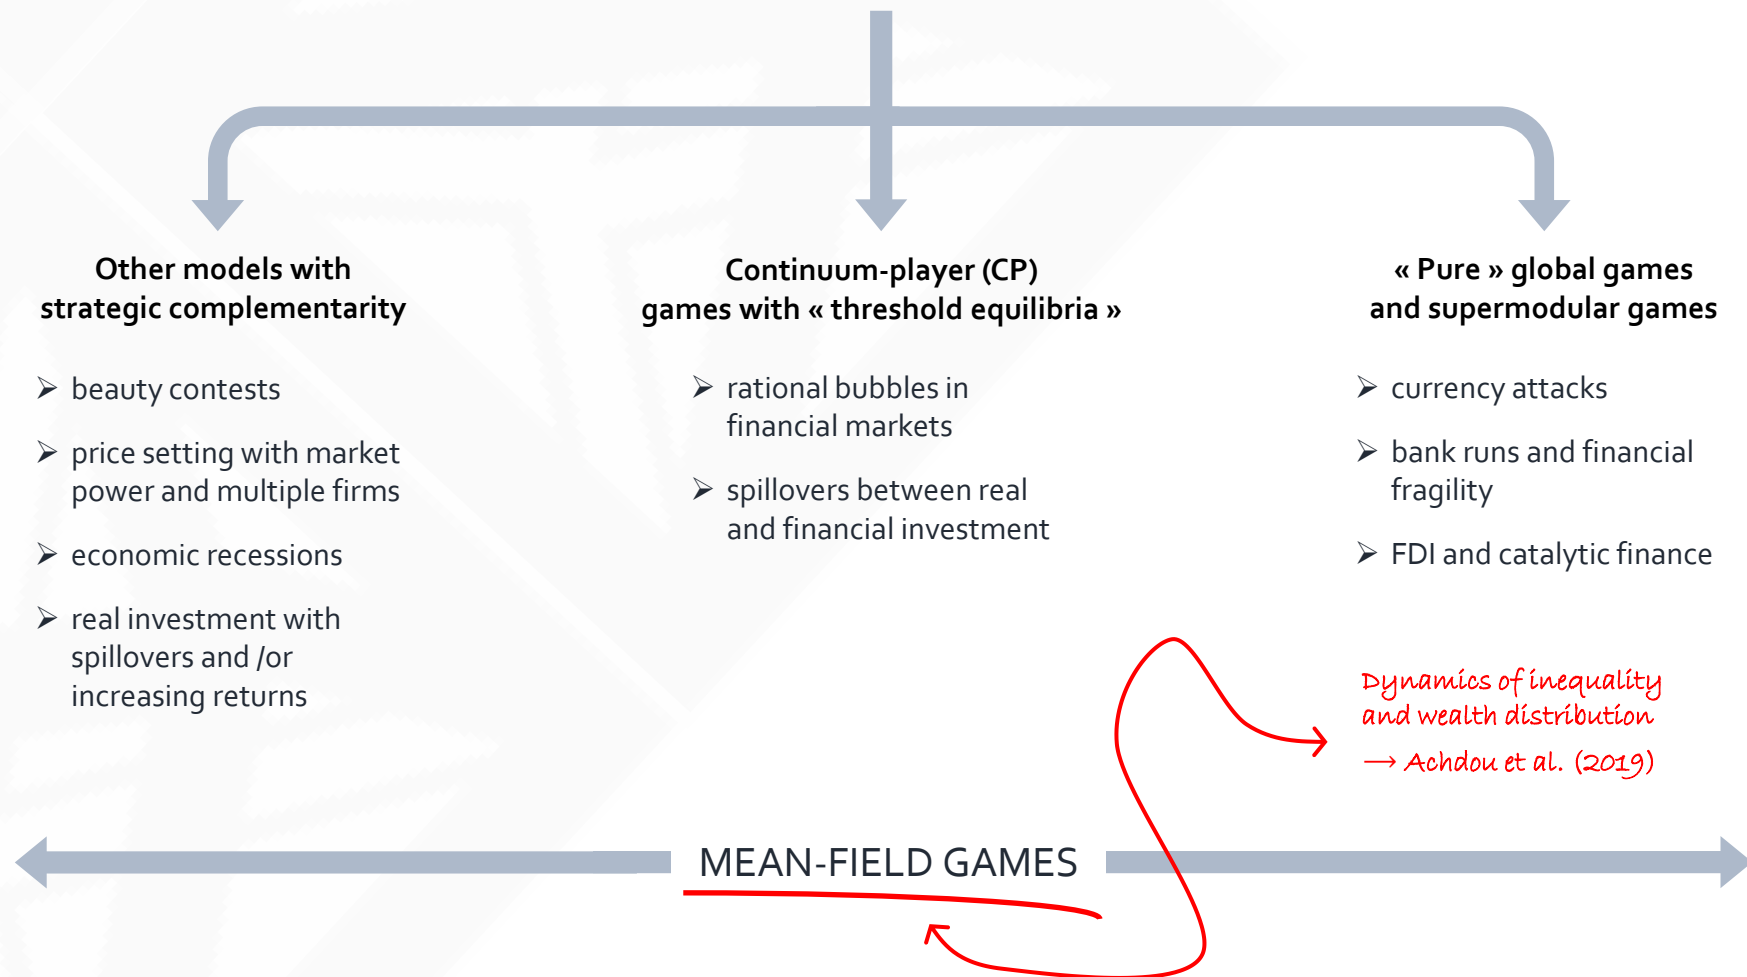 Other models with
strategic complementarity
➢ beauty contests
➢ price setting with market
power and multiple firms
➢ economic recessions
➢ real investment with
spillovers and /or
increasing returns
Continuum-player (CP)
games with « threshold equilibria »
➢ rational bubbles in
financial markets
➢ spillovers between real
and financial investment
« Pure » global games
and supermodular games
➢ currency attacks
➢ bank runs and financial
fragility
➢ FDI and catalytic finance
Dynamics of inequality
and wealth distribution
→ Achdou et al. (2019)
MEAN-FIELD GAMES